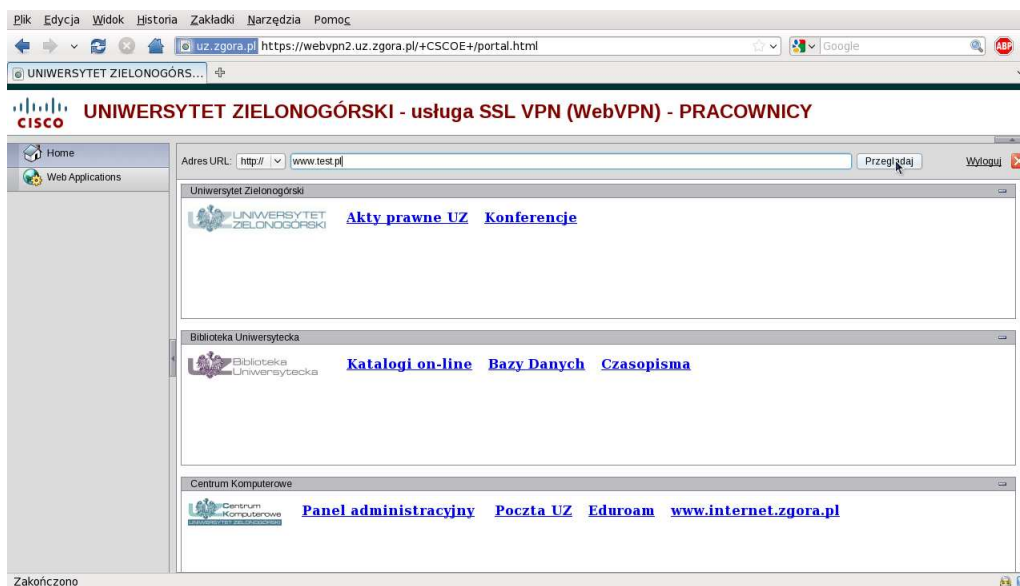 Plik Edycja Widok Historia Zakładki Narzędzia Pomoc
uz.zgora.pl https://webvpn2.uz.zgora.pl/+CSCOE+/portal.html Google ABP
UNIWERSYTET ZIELONOGÓRS...
CISCO UNIWERSYTET ZIELONOGÓRSKI - usługa SSL VPN (WebVPN) - PRACOWNICY
Home
Web Applications
Adres URL: http:// www.test.pl Przeglądaj Wyloguj
Uniwersytet Zielonogórski
UNIWERSYTET ZIELONOGÓRSKI Akty prawne UZ Konferencje
Biblioteka Uniwersytecka
Biblioteka Uniwersytecka Katalogi on-line Bazy Danych Czasopisma
Centrum Komputerowe
Centrum Komputerowe UNIWERSYTET ZIELONOGÓRSKI Panel administracyjny Poczta UZ Eduroam www.internet.zgora.pl
Zakończono